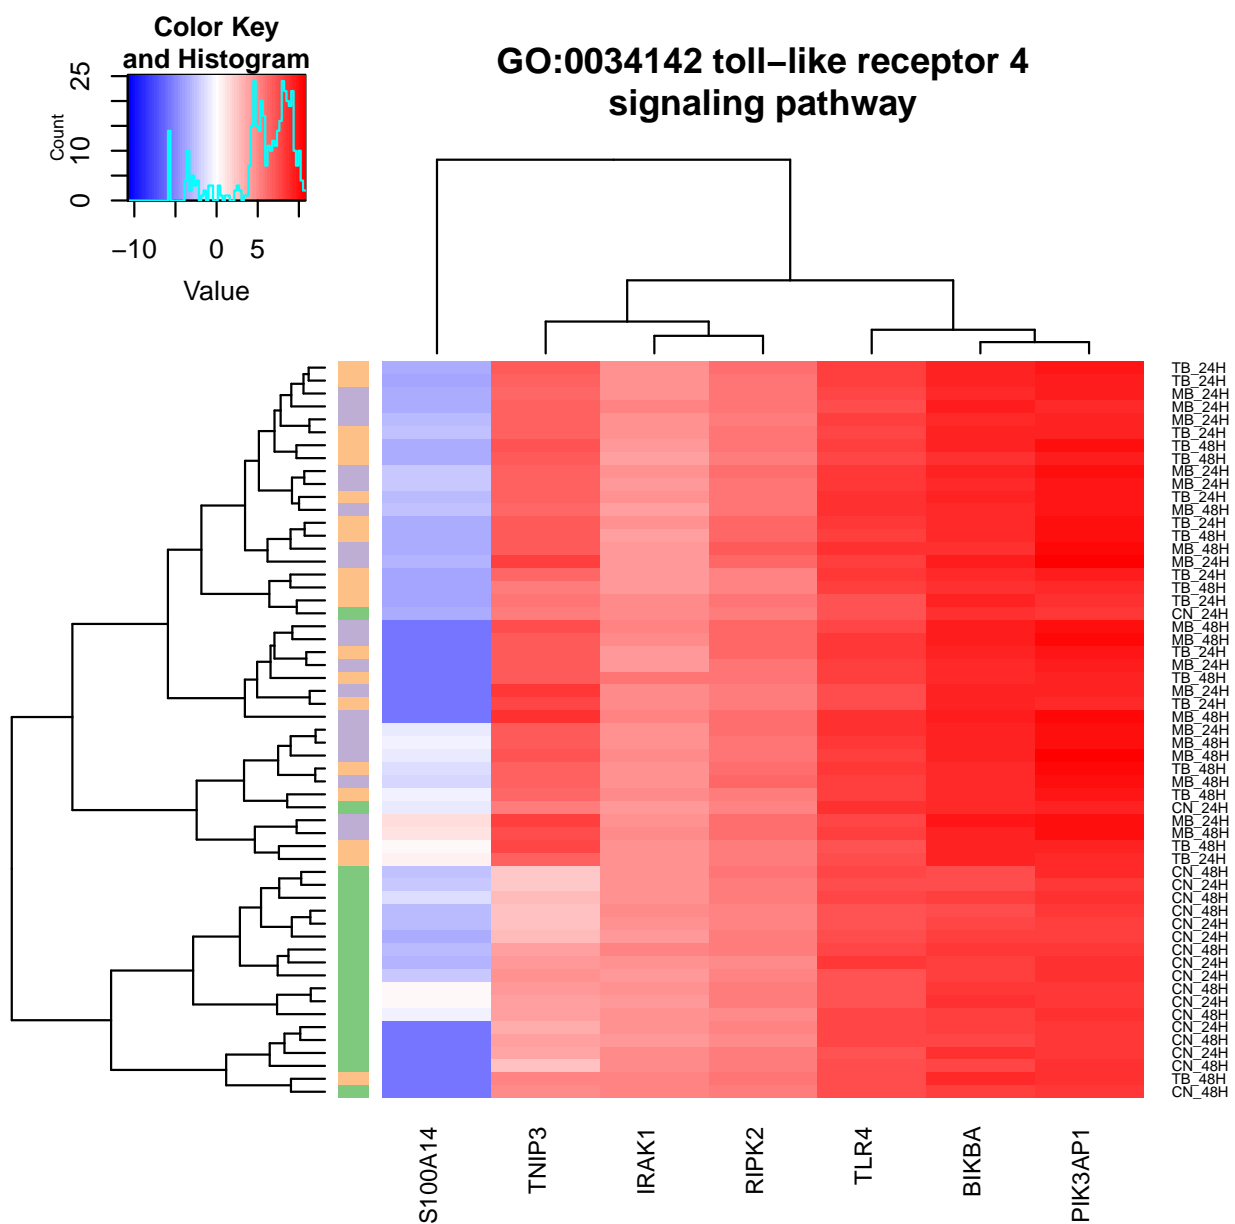 Color Key
and Histogram
GO:0034142 toll−like receptor 4
signaling pathway
Count
25
10
0
−10 0 5
Value
TB_24H
TB_24H
MB_24H
MB_24H
MB_24H
TB_24H
TB_48H
TB_48H
MB_24H
MB_24H
TB_24H
MB_48H
TB_24H
TB_48H
MB_48H
MB_24H
TB_24H
TB_48H
TB_24H
CN_24H
MB_48H
MB_48H
TB_24H
MB_24H
TB_48H
MB_24H
TB_24H
MB_48H
MB_24H
MB_48H
MB_48H
TB_48H
MB_48H
TB_48H
CN_24H
MB_24H
MB_48H
TB_48H
TB_24H
CN_48H
CN_24H
CN_48H
CN_48H
CN_24H
CN_24H
CN_48H
CN_24H
CN_24H
CN_48H
CN_24H
CN_48H
CN_24H
CN_48H
CN_24H
CN_48H
TB_48H
CN_48H
S100A14
TNIP3
IRAK1
RIPK2
TLR4
BIKBA
PIK3AP1